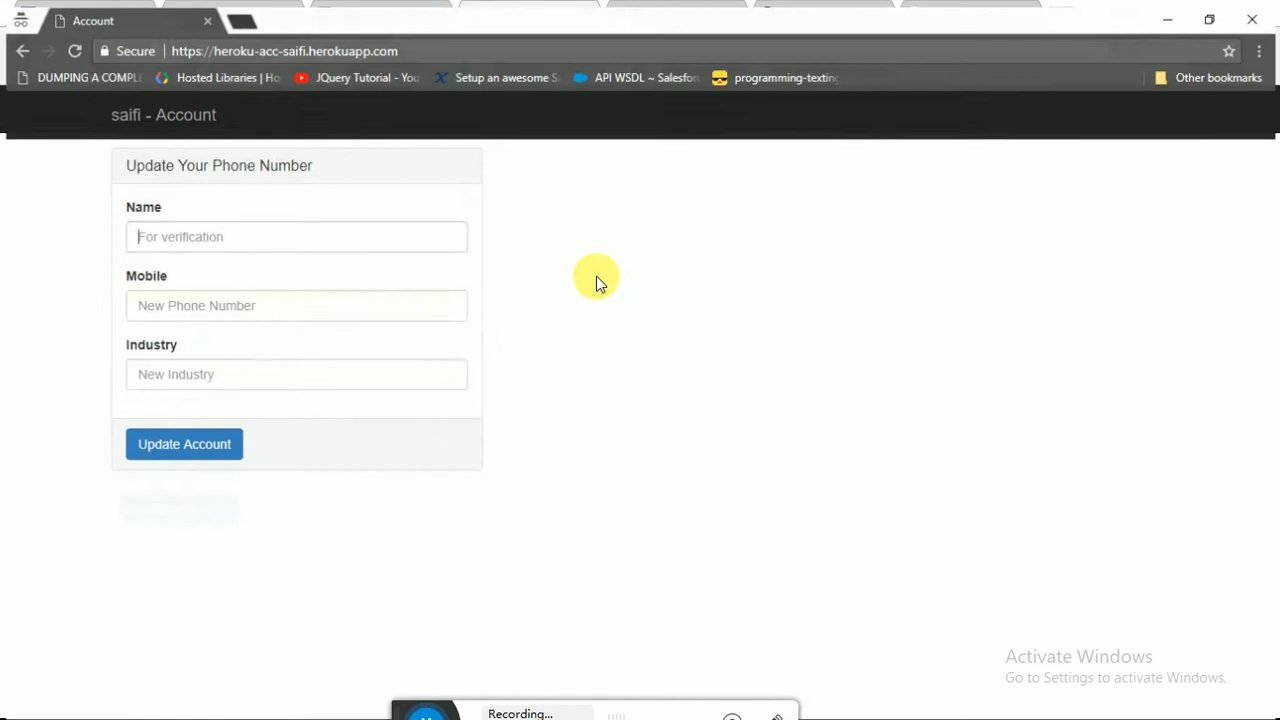 Account
Secure
https://heroku-acc-saifi.herokuapp.com
DUMPING A COMPL
Hosted Libraries | Ho
JQuery Tutorial - You
Setup an awesome S
API WSDL ~ Salesfor
programming-textin
Other bookmarks
saifi - Account
Update Your Phone Number
Name
For verification
Mobile
New Phone Number
Industry
New Industry
Update Account
Activate Windows
Go to Settings to activate Windows.
Recording...